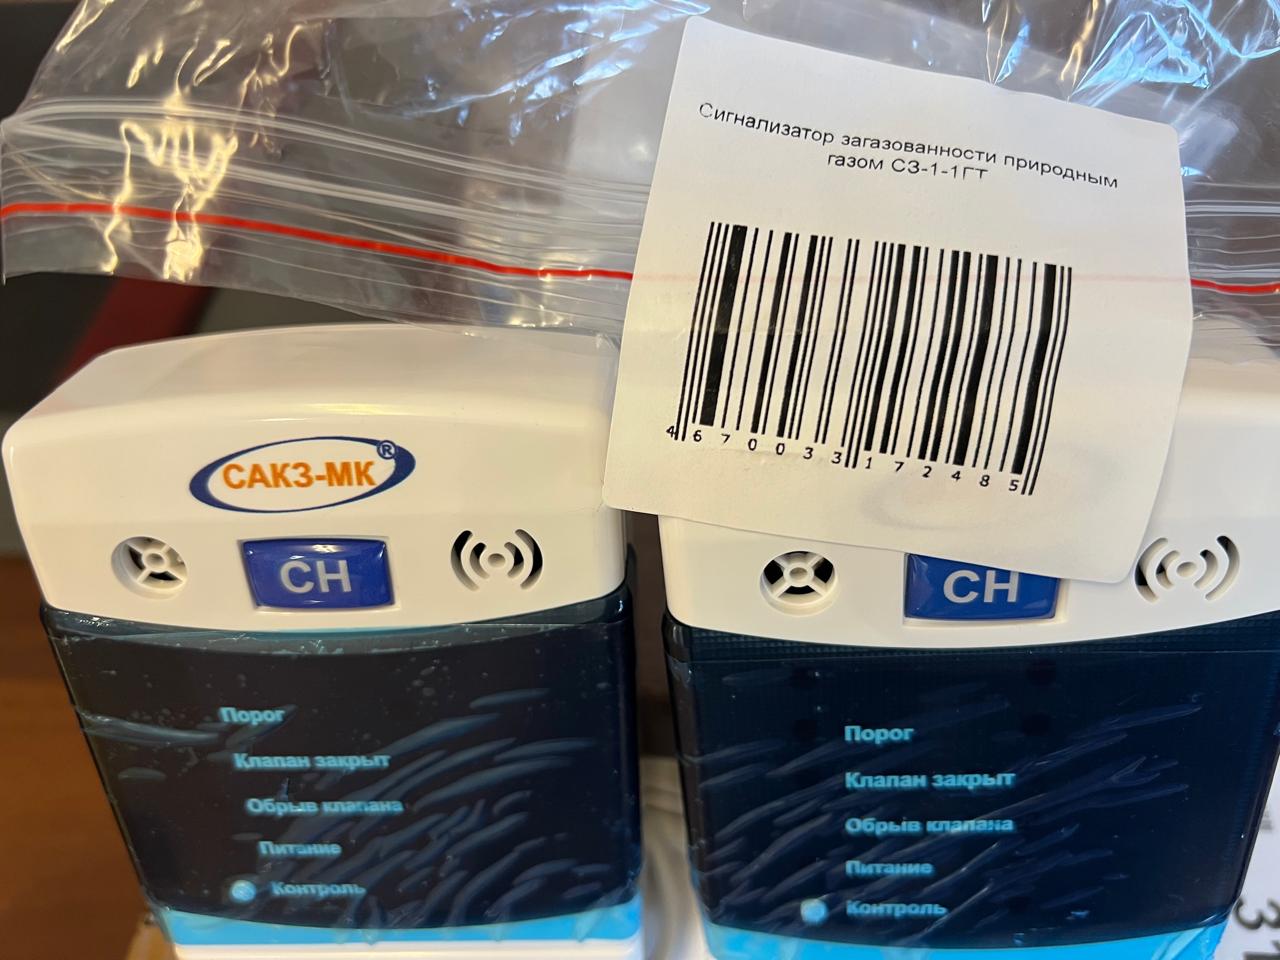 Сигнализатор загазованности природным
газом СЗ-1-1ГТ
4670033172485
САКЗ-МК®
CH
Порог
Клапан закрыт
Обрыв клапана
Питание
Контроль
CH
Порог
Клапан закрыт
Обрыв клапана
Питание
Контроль